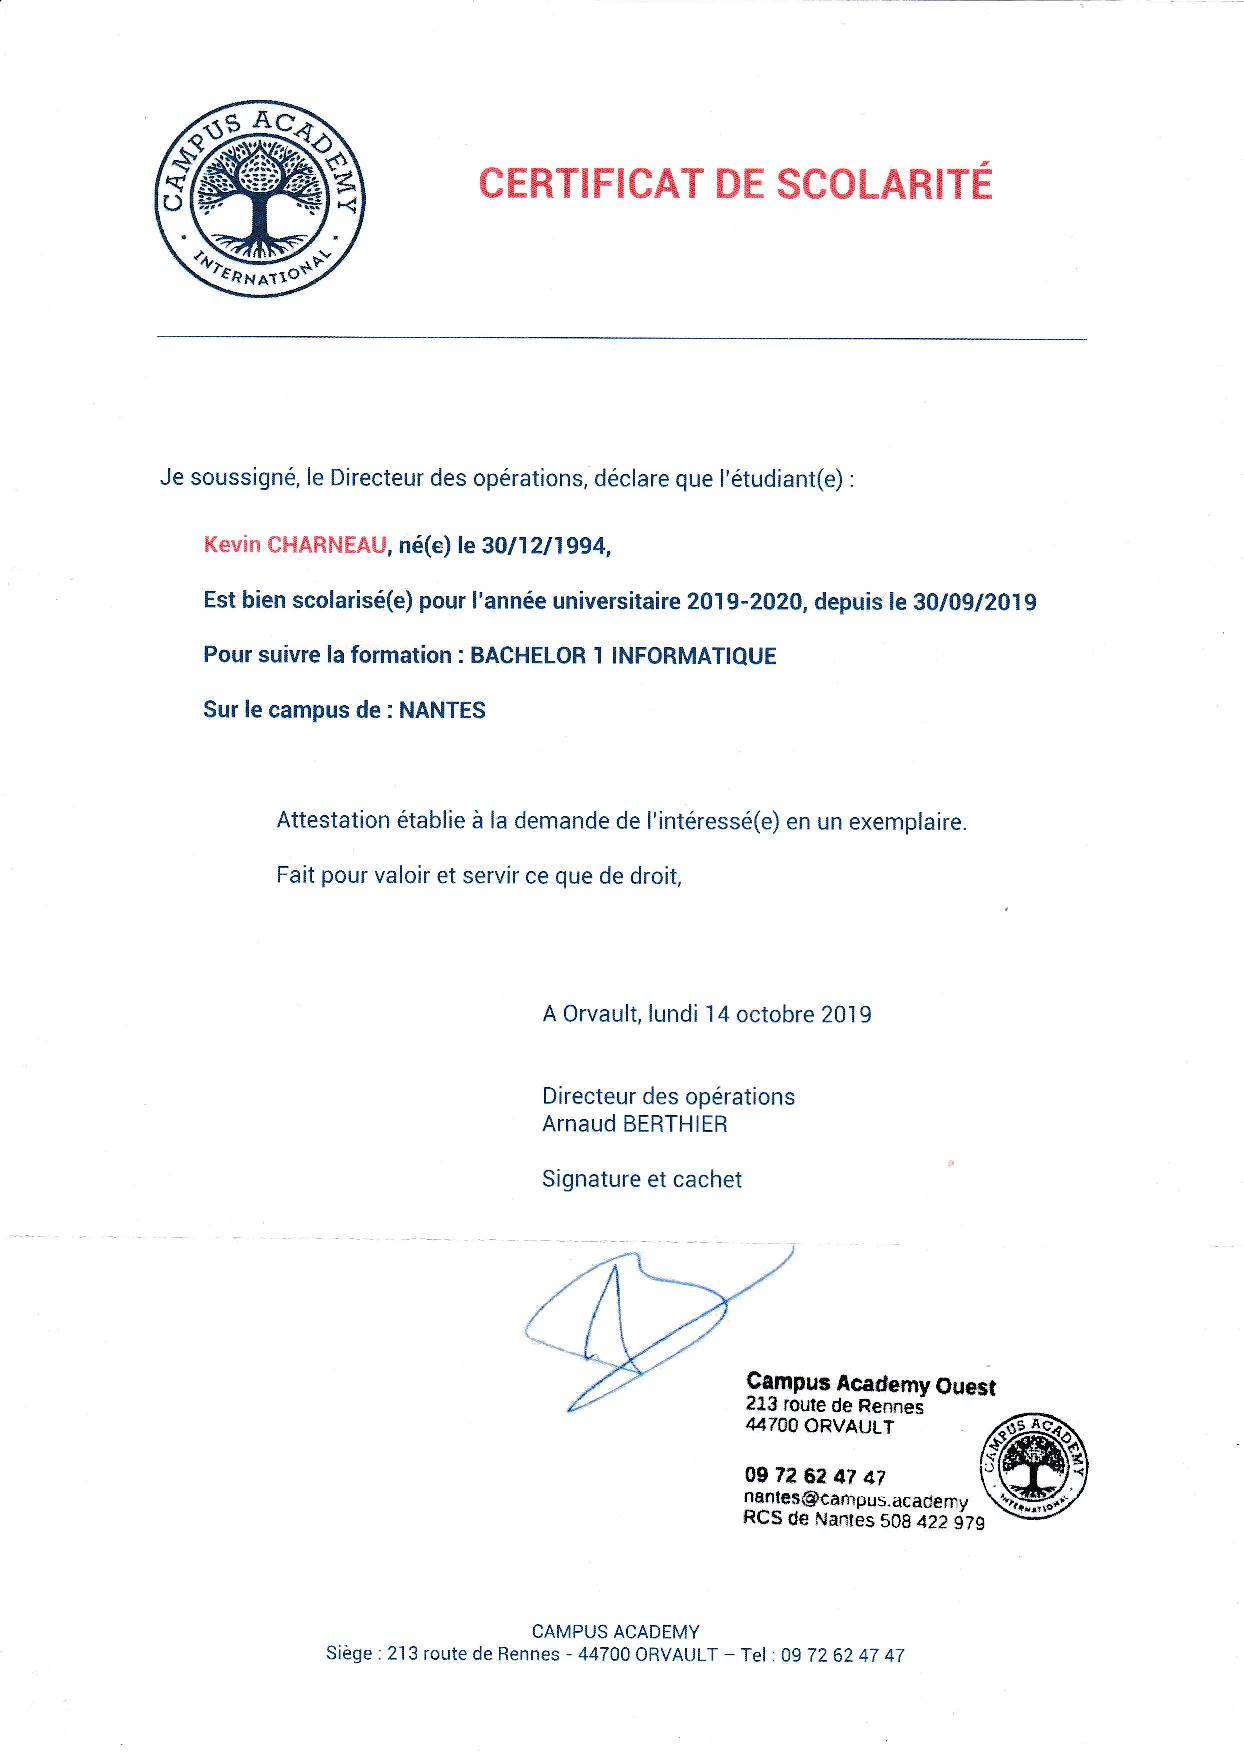 CAMPUS ACADEMY
INTERNATIONAL
CERTIFICAT DE SCOLARITÉ
Je soussigné, le Directeur des opérations, déclare que l'étudiant(e) :
Kevin CHARNEAU, né(e) le 30/12/1994,
Est bien scolarisé(e) pour l'année universitaire 2019-2020, depuis le 30/09/2019
Pour suivre la formation : BACHELOR 1 INFORMATIQUE
Sur le campus de : NANTES
Attestation établie à la demande de l'intéressé(e) en un exemplaire.
Fait pour valoir et servir ce que de droit,
A Orvault, lundi 14 octobre 2019
Directeur des opérations
Arnaud BERTHIER
Signature et cachet
Campus Academy Ouest
213 route de Rennes
44700 ORVAULT
09 72 62 47 47
nantes@campus.academy
RCS de Nantes 508 422 979
CAMPUS ACADEMY
INTERNATIONAL
CAMPUS ACADEMY
Siège : 213 route de Rennes - 44700 ORVAULT – Tel : 09 72 62 47 47